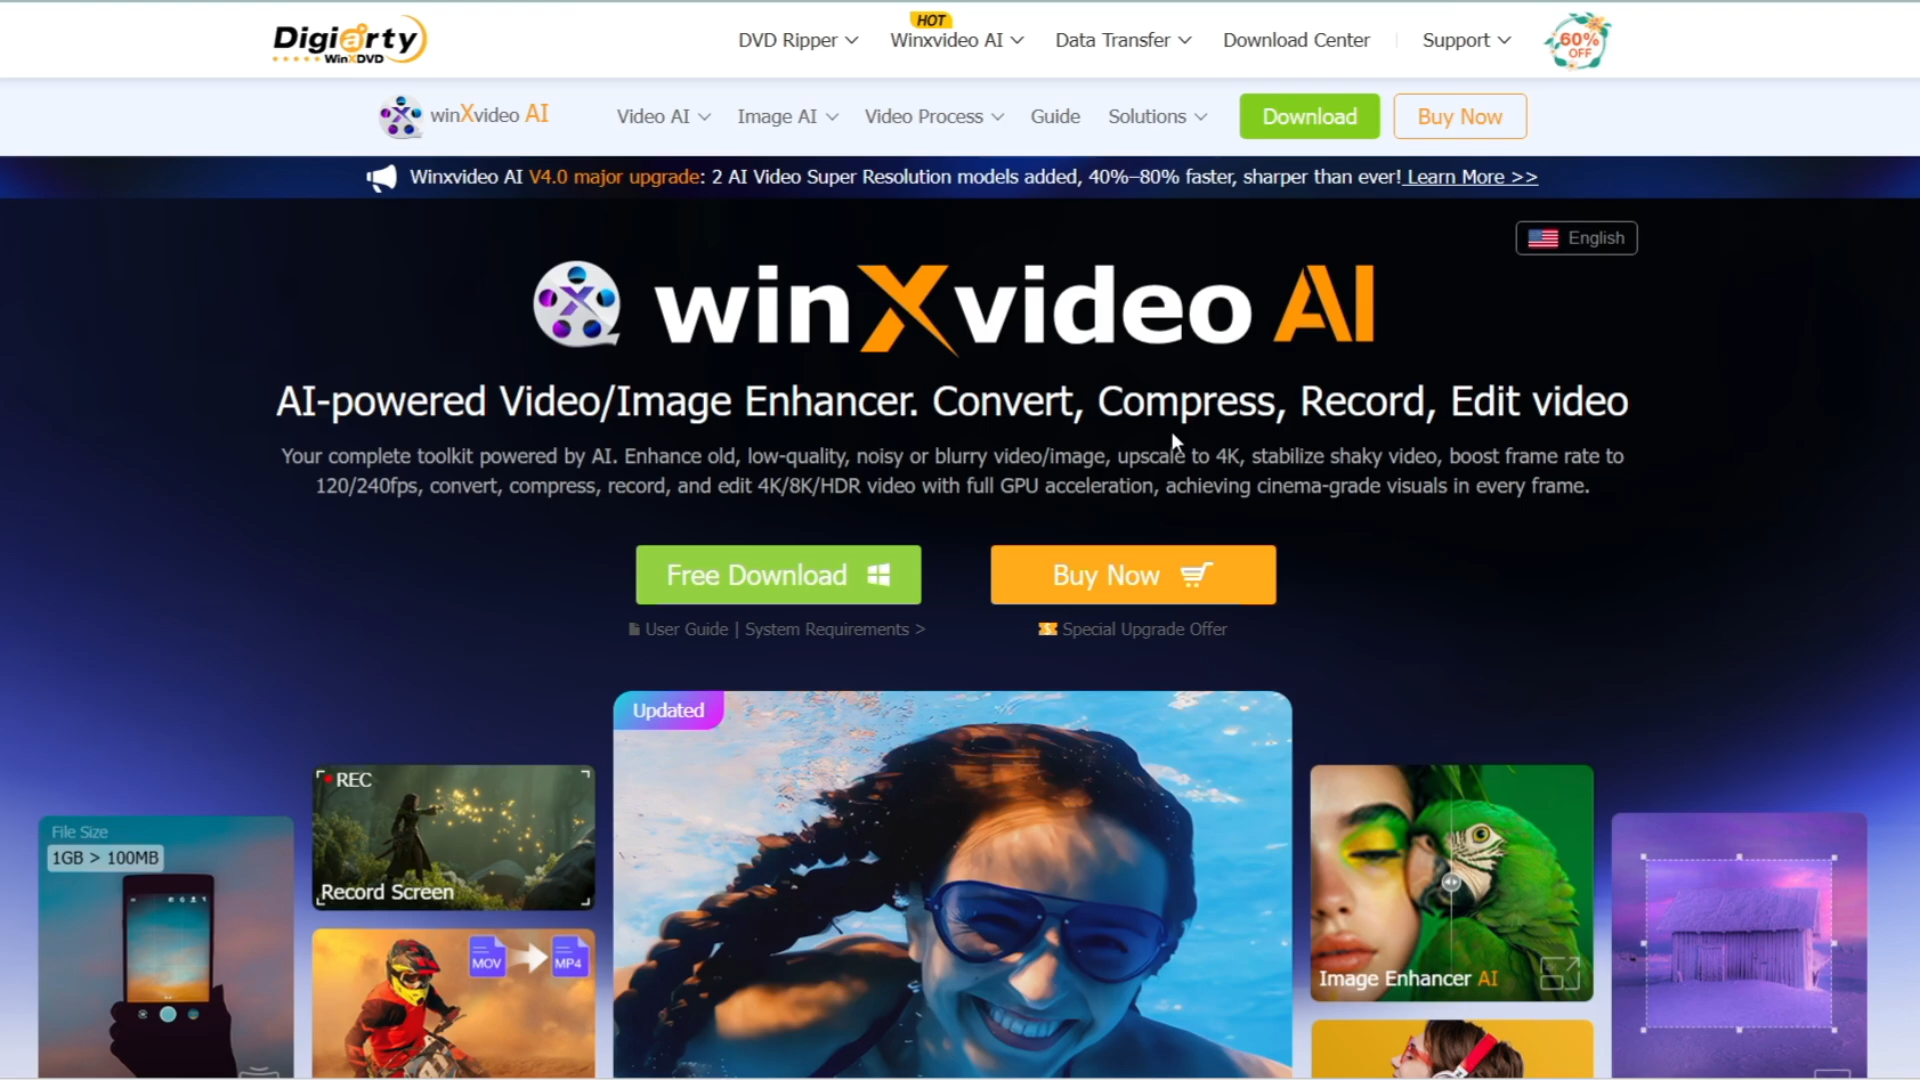 Digiarty
WinXDVD
DVD Ripper
HOT
Winxvideo AI
Data Transfer
Download Center
Support
60%
OFF
winXvideo AI
Video AI
Image AI
Video Process
Guide
Solutions
Download
Buy Now
Winxvideo AI V4.0 major upgrade: 2 AI Video Super Resolution models added, 40%–80% faster, sharper than ever! Learn More >>
English
winXvideo AI
AI-powered Video/Image Enhancer. Convert, Compress, Record, Edit video
Your complete toolkit powered by AI. Enhance old, low-quality, noisy or blurry video/image, upscale to 4K, stabilize shaky video, boost frame rate to
120/240fps, convert, compress, record, and edit 4K/8K/HDR video with full GPU acceleration, achieving cinema-grade visuals in every frame.
Free Download
Buy Now
User Guide | System Requirements >
Special Upgrade Offer
Updated
REC
Record Screen
File Size
1GB > 100MB
MOV
MP4
Image Enhancer AI